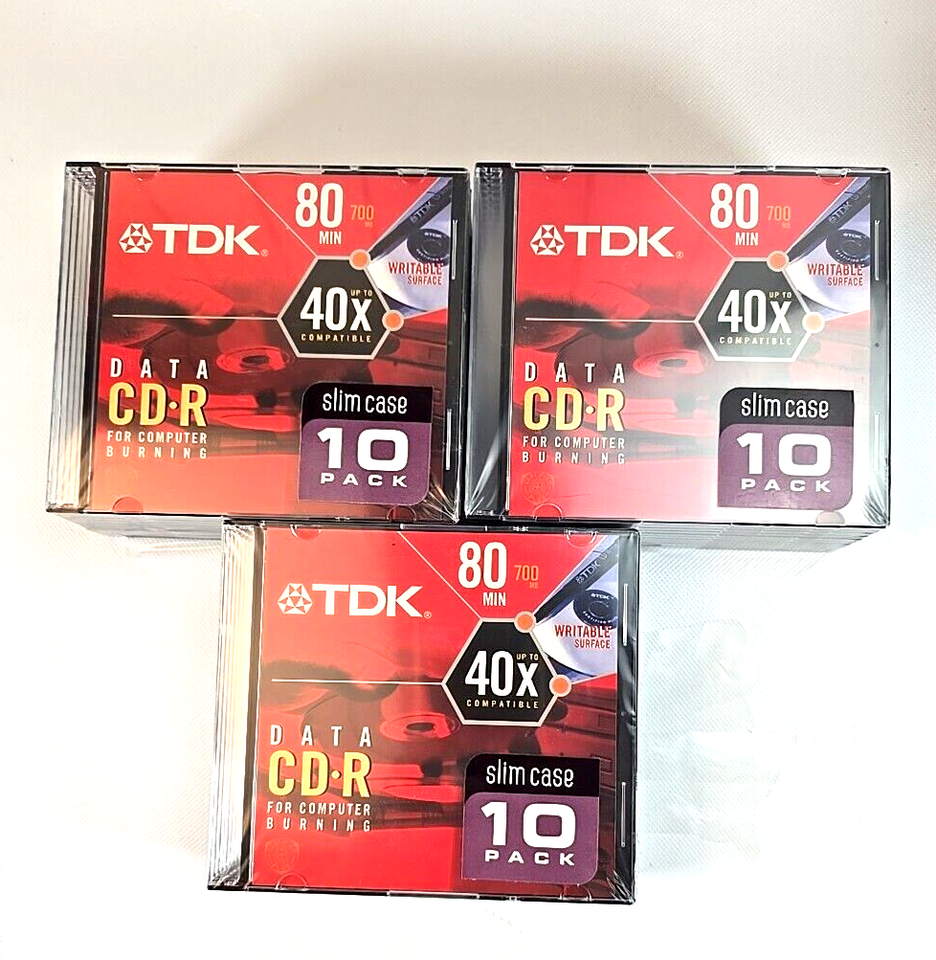 TDK®
80 700
MIN MB
TDK
WRITABLE
SURFACE
UP TO
40x
COMPATIBLE
DATA
CD·R
FOR COMPUTER
BURNING
slim case
10
PACK
TDK®
80 700
MIN MB
TDK
WRITABLE
SURFACE
UP TO
40x
COMPATIBLE
DATA
CD·R
FOR COMPUTER
BURNING
slim case
10
PACK
TDK®
80 700
MIN MB
TDK
WRITABLE
SURFACE
UP TO
40x
COMPATIBLE
DATA
CD·R
FOR COMPUTER
BURNING
slim case
10
PACK